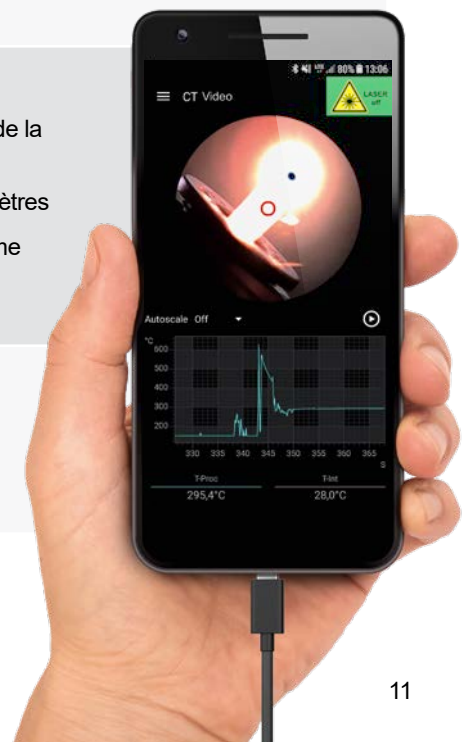 de la
ètres
ne
80% 13:06
CT Video
LASER
off
Autoscale Off
°C
600
500
400
300
200
330 335 340 345 350 355 360 365
S
T-Proc T-Int
295,4°C 28,0°C
11